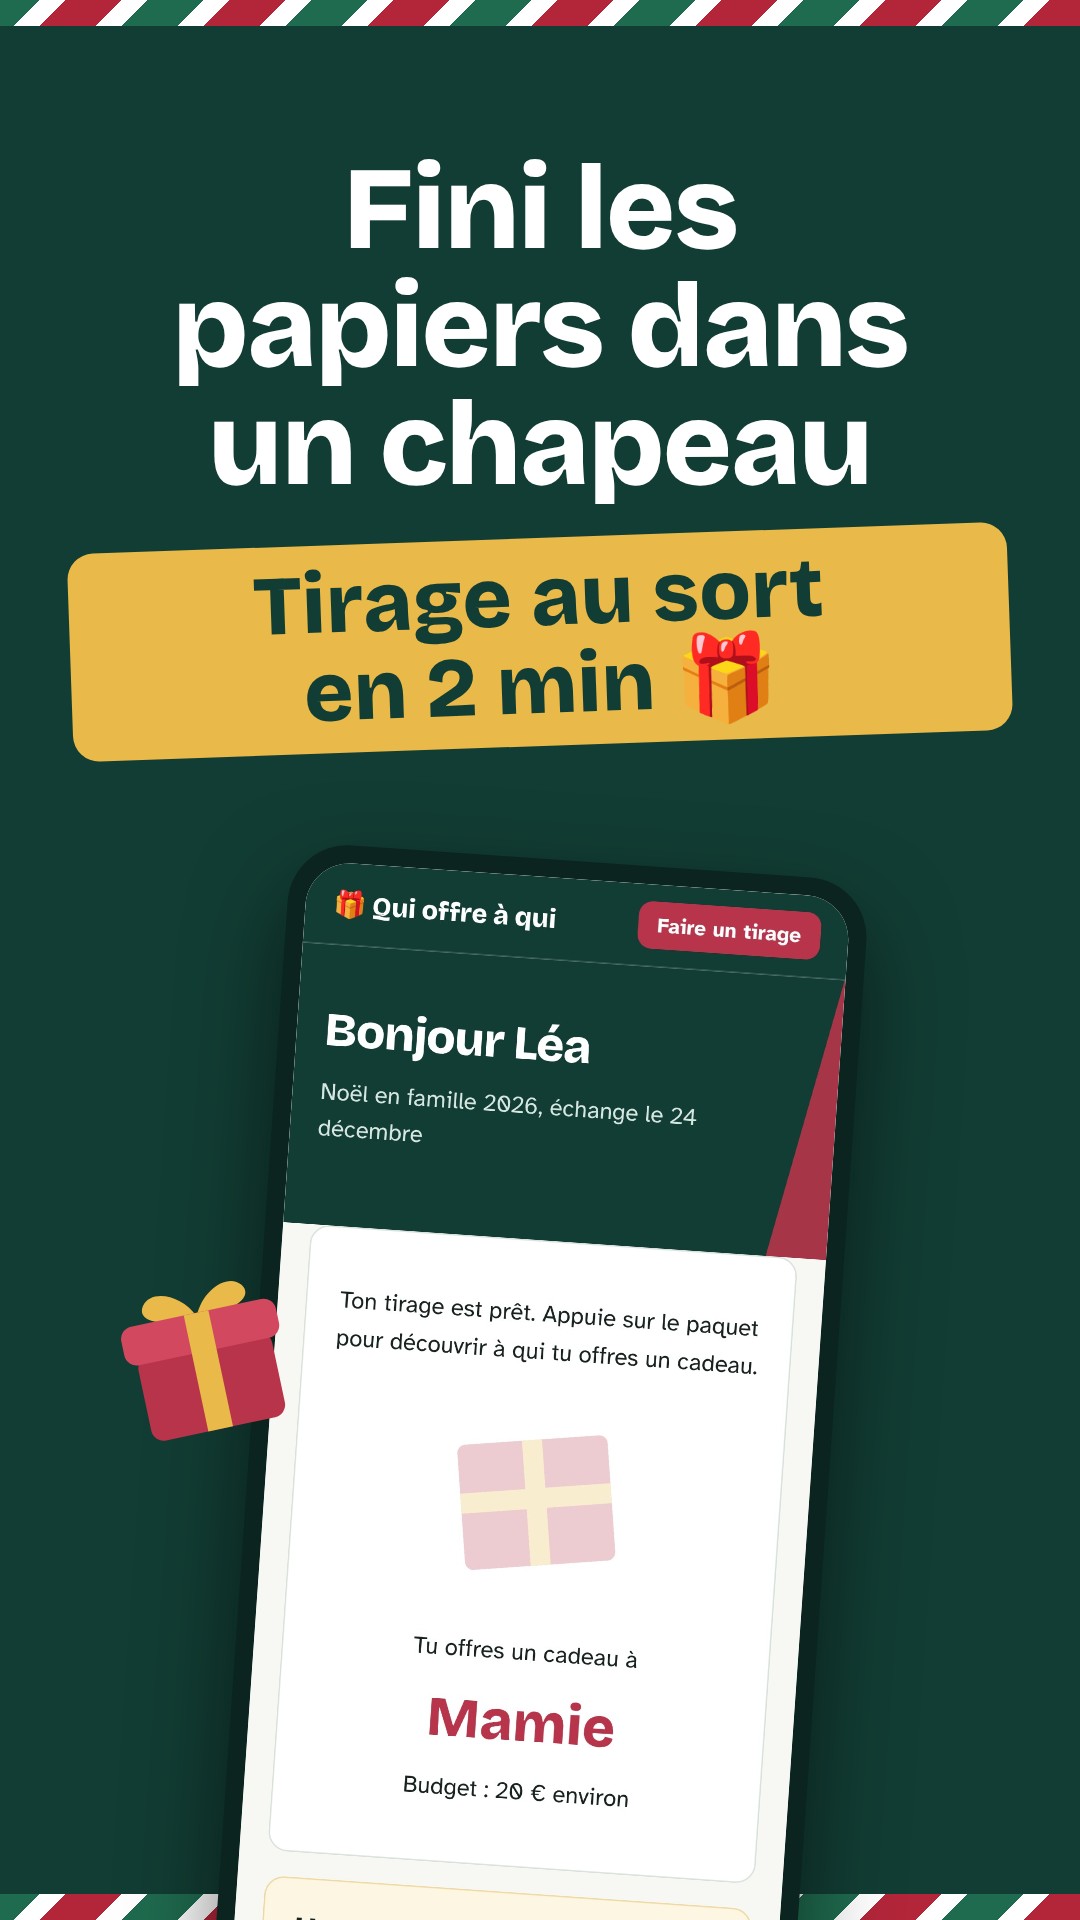 Fini les
papiers dans
un chapeau
Tirage au sort
en 2 min 🎁
🎁 Qui offre à qui
Faire un tirage
Bonjour Léa
Noël en famille 2026, échange le 24
décembre
Ton tirage est prêt. Appuie sur le paquet
pour découvrir à qui tu offres un cadeau.
Tu offres un cadeau à
Mamie
Budget : 20 € environ